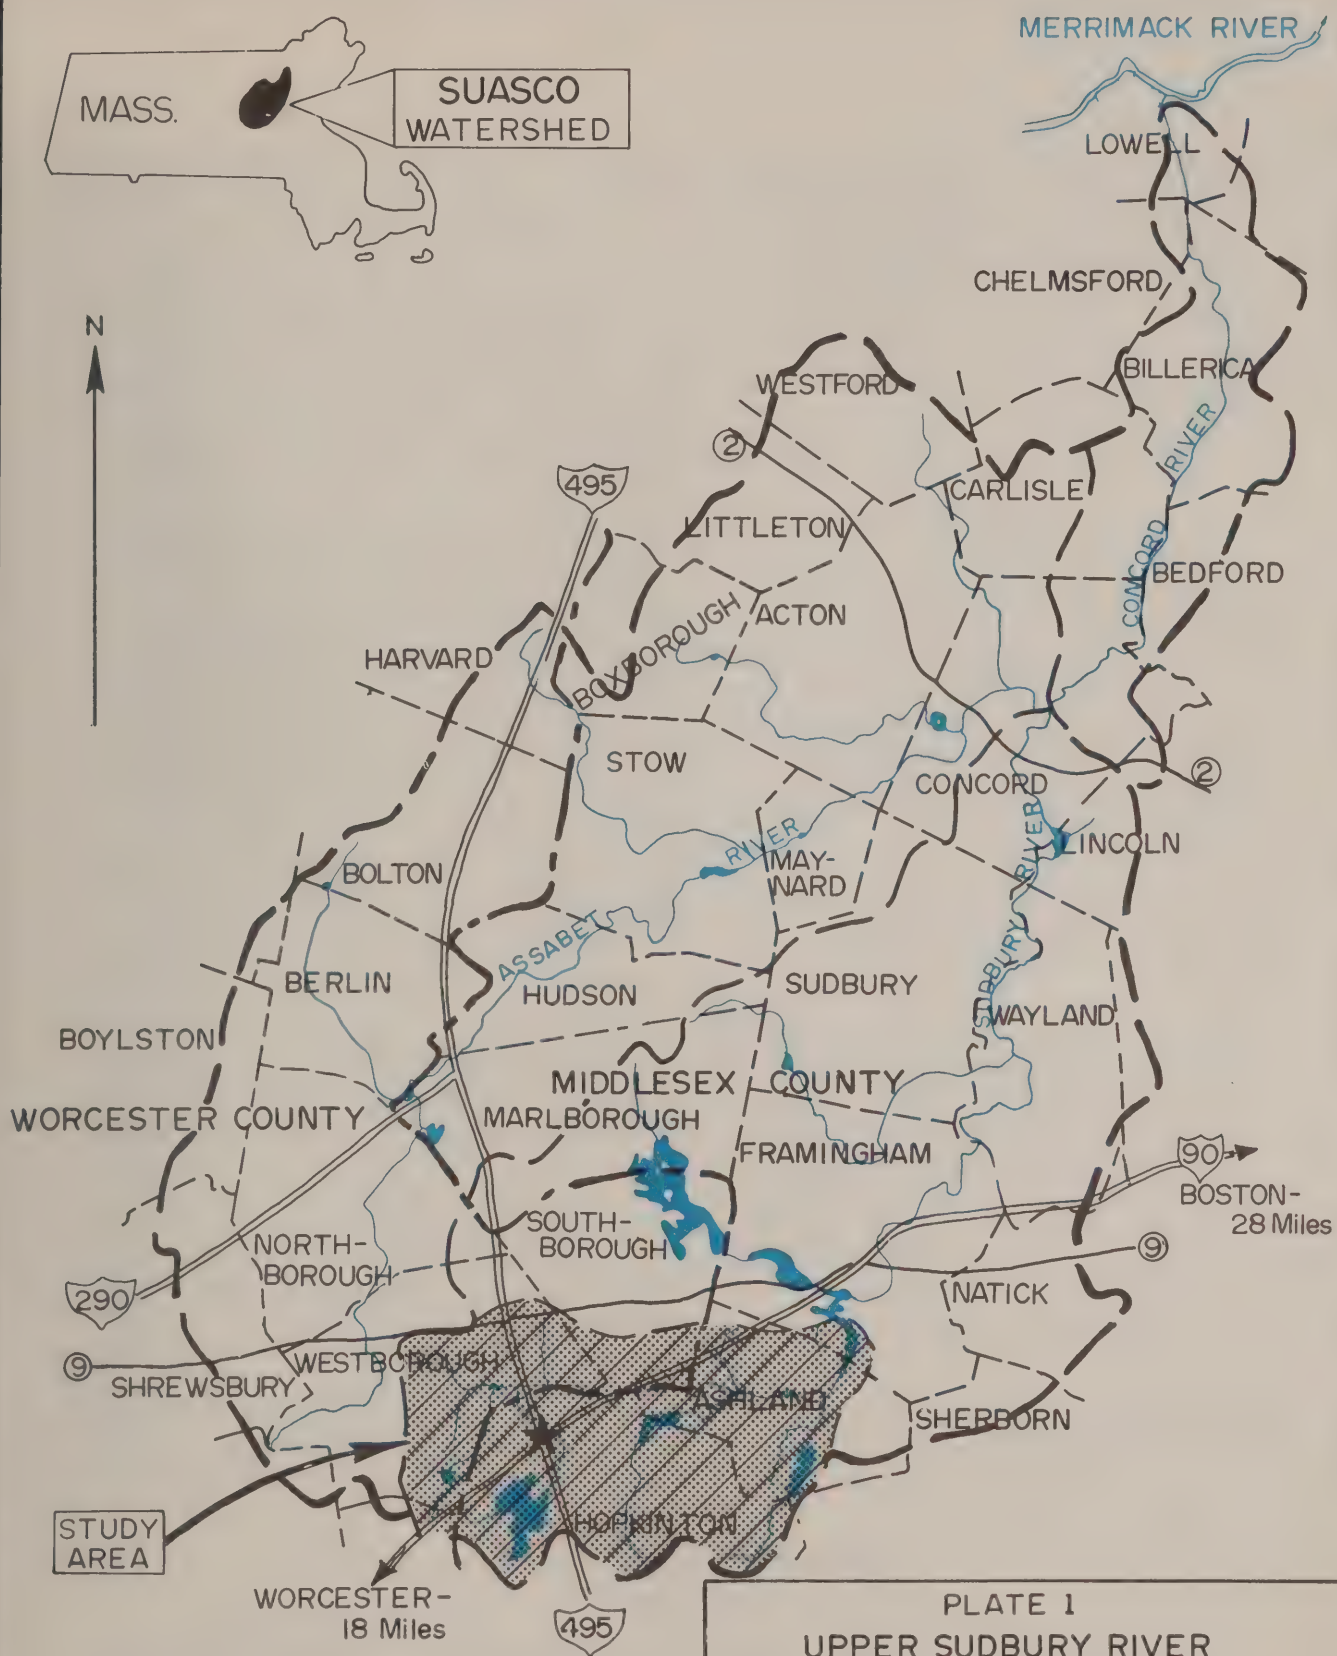 MERRIMACK RIVER
MASS.
SUASCO
WATERSHED
LOWELL
N
CHELMSFORD
BILLERICA
WESTFORD
RIVER
2
495
CARLISLE
LITTLETON
CONCORD
BEDFORD
ACTON
BOXBOROUGH
HARVARD
STOW
CONCORD
2
RIVER
RIVER
LINCOLN
MAY-
NARD
BOLTON
ASSABET
SUDBURY
BERLIN
HUDSON
SUDBURY
WAYLAND
BOYLSTON
MIDDLESEX COUNTY
WORCESTER COUNTY
MARLBOROUGH
FRAMINGHAM
90
BOSTON-
28 Miles
SOUTH-
BOROUGH
NORTH-
BOROUGH
9
290
NATICK
9
WESTBOROUGH
SHREWSBURY
ASHLAND
SHERBORN
STUDY
AREA
HOPKINTON
WORCESTER-
18 Miles
495
PLATE 1
UPPER SUDBURY RIVER